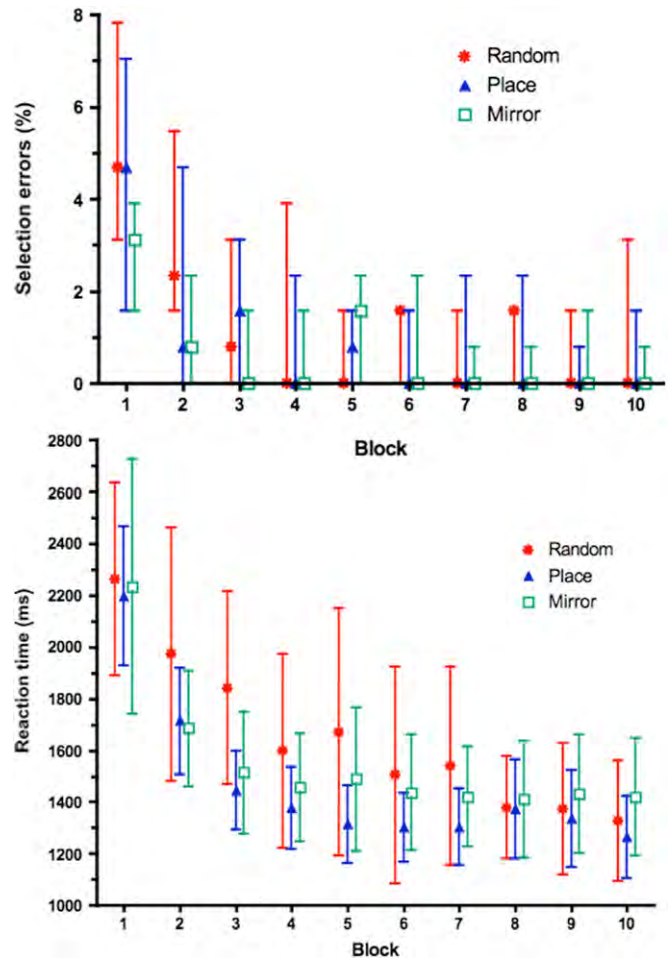 8
Random
Place
Mirror
6
4
2
0
Selection errors (%)
1 2 3 4 5 6 7 8 9 10
Block
2800
2600
2400
2200
2000
1800
1600
1400
1200
1000
Random
Place
Mirror
Reaction time (ms)
1 2 3 4 5 6 7 8 9 10
Block